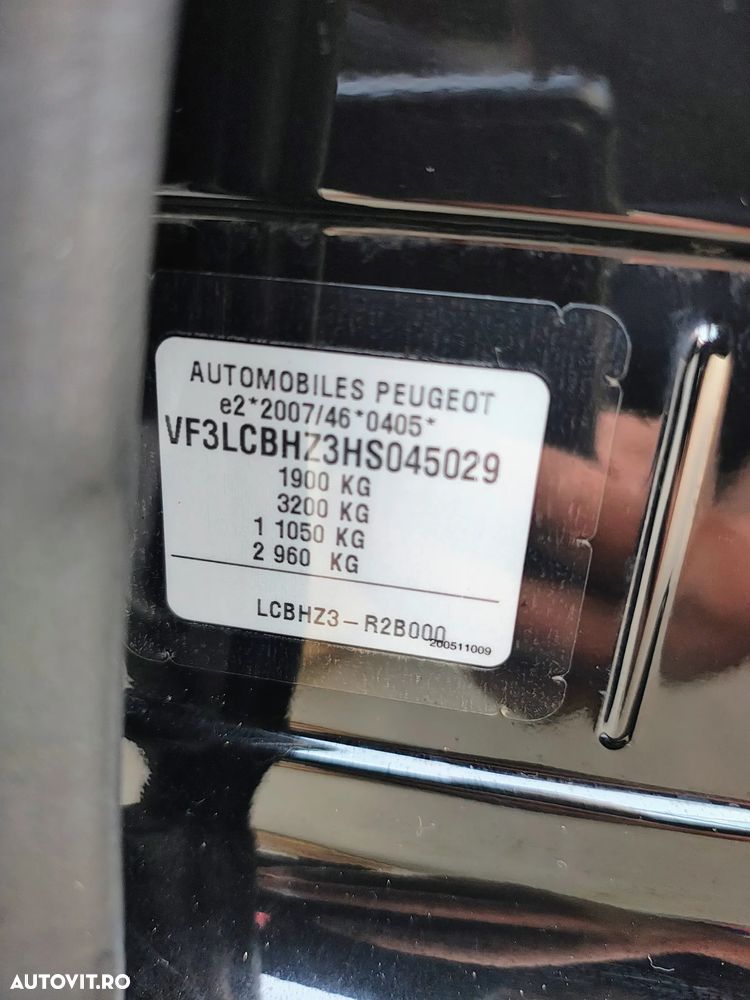 AUTOMOBILES PEUGEOT
e2*2007/46*0405*
VF3LCBHZ3HS045029
1900 KG
3200 KG
1 1050 KG
2 960 KG
LCBHZ3-R2B000
200511009
AUTOVIT.RO